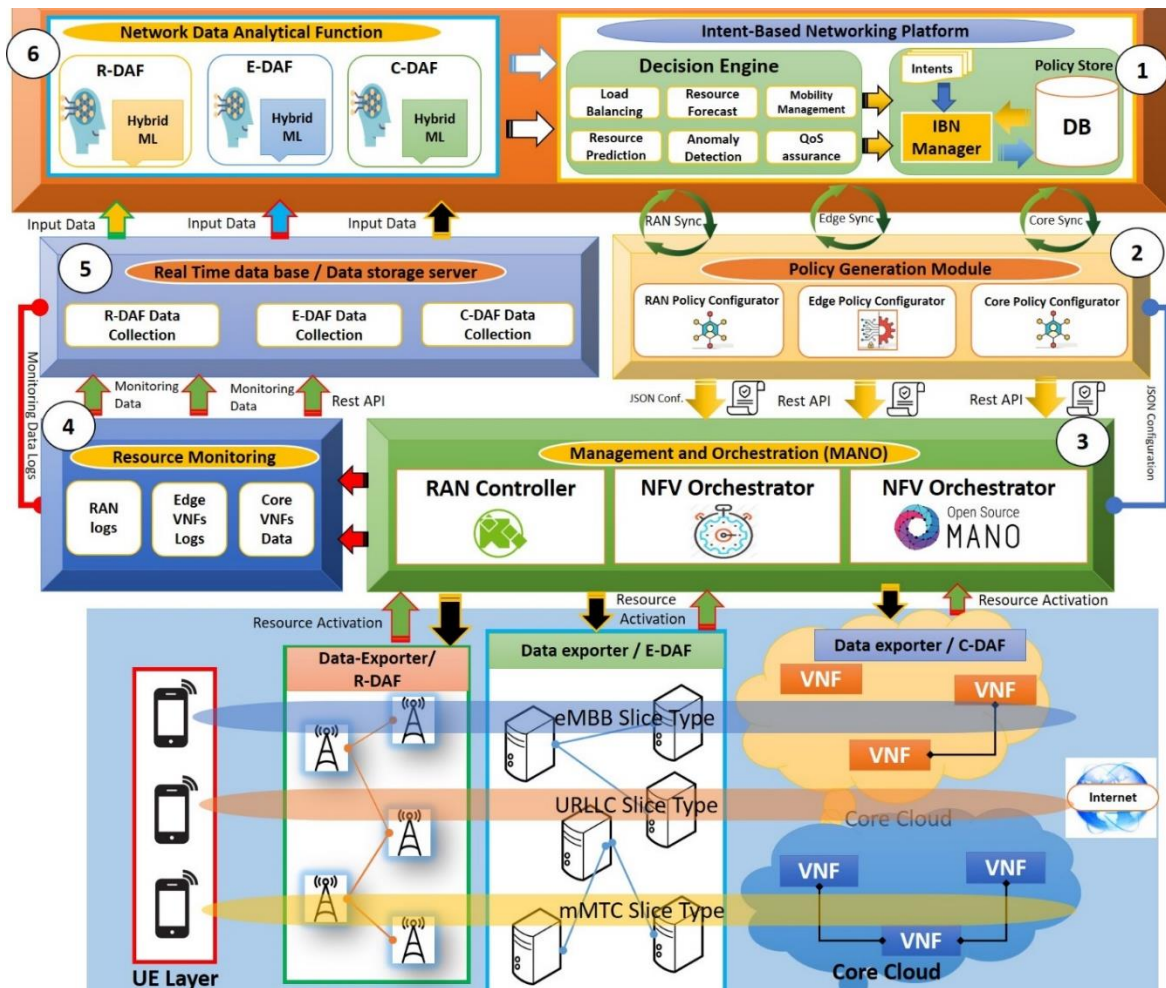 6
Network Data Analytical Function
R-DAF
Hybrid
ML
E-DAF
Hybrid
ML
C-DAF
Hybrid
ML
Intent-Based Networking Platform
Decision Engine
Load
Balancing
Resource
Forecast
Mobility
Management
Resource
Prediction
Anomaly
Detection
QoS
assurance
Intents
Policy Store
1
IBN
Manager
DB
Input Data
Input Data
Input Data
RAN Sync
Edge Sync
Core Sync
5
Real Time data base / Data storage server
R-DAF Data
Collection
E-DAF Data
Collection
C-DAF Data
Collection
2
Policy Generation Module
RAN Policy Configurator
Edge Policy Configurator
Core Policy Configurator
Monitoring Data Logs
Monitoring
Data
Monitoring
Data
Rest API
JSON Conf.
Rest API
Rest API
JSON Configuration
4
Resource Monitoring
RAN
logs
Edge
VNFs
Logs
Core
VNFs
Data
3
Management and Orchestration (MANO)
RAN Controller
NFV Orchestrator
NFV Orchestrator
Open Source
MANO
Resource Activation
Resource
Activation
Resource Activation
Data-Exporter/
R-DAF
Data exporter / E-DAF
Data exporter / C-DAF
VNF
VNF
VNF
eMBB Slice Type
URLLC Slice Type
mMTC Slice Type
Core Cloud
Internet
VNF
VNF
VNF
UE Layer
Core Cloud